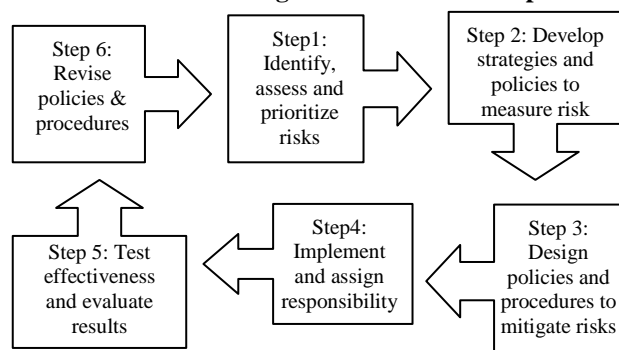 Step 6:
Revise
policies &
procedures
Step1:
Identify,
assess and
prioritize
risks
Step 2: Develop
strategies and
policies to
measure risk
Step 5: Test
effectiveness
and evaluate
results
Step4:
Implement
and assign
responsibility
Step 3:
Design
policies and
procedures to
mitigate risks